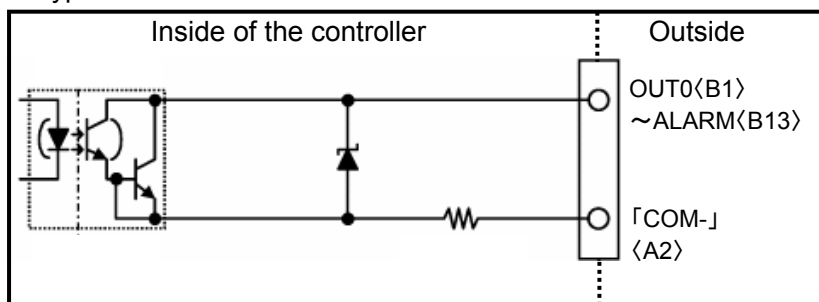 Inside of the controller
Outside
OUT0〈B1〉
～ALARM〈B13〉
「COM-」
〈A2〉